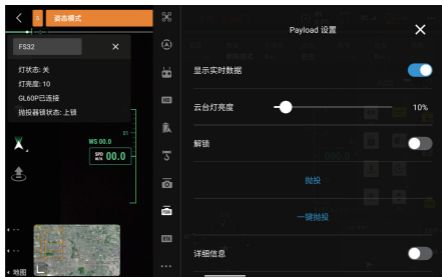 姿态模式
FS32
灯状态: 关
灯亮度: 10
GL60P已连接
抛投器锁状态: 上锁
WS 00.0
SPD
00.0
地图
Payload 设置
显示实时数据
云台灯亮度
10%
解锁
抛投
一键抛投
详细信息